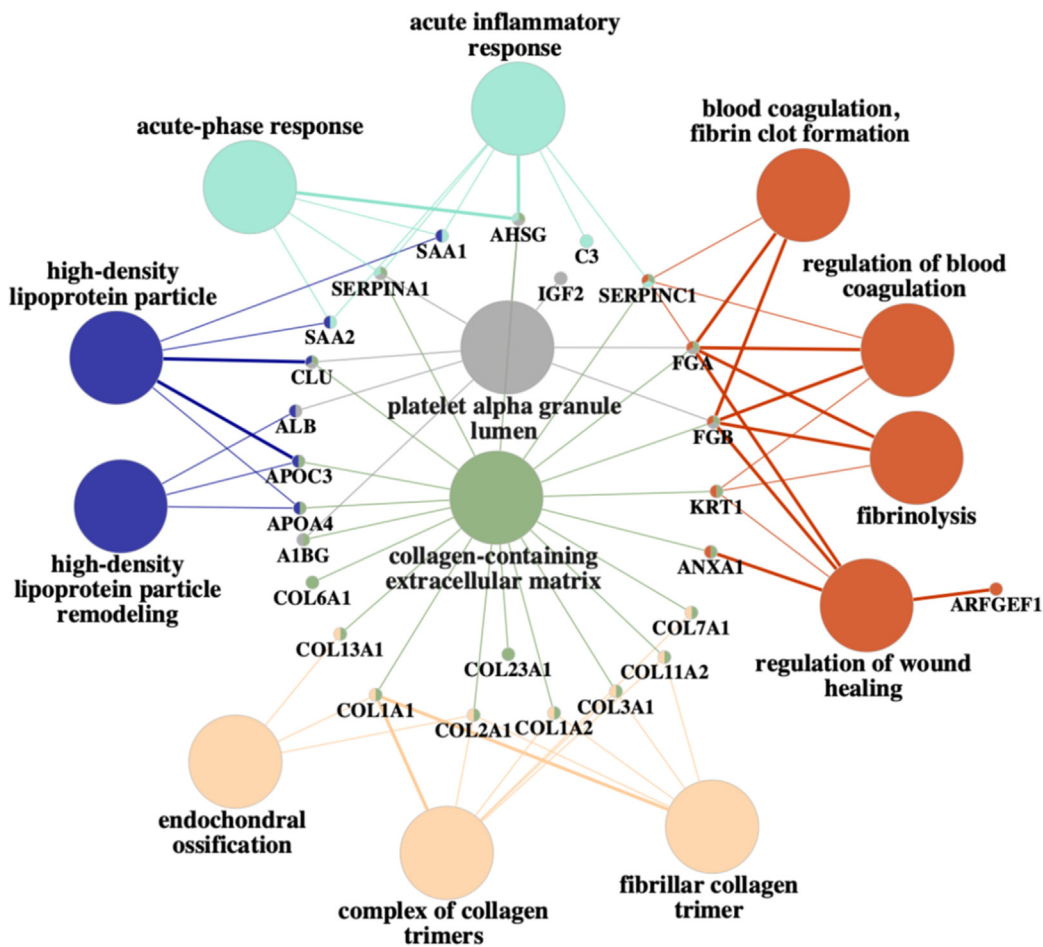 acute inflammatory
response
acute-phase response
blood coagulation,
fibrin clot formation
AHSG
SAA1
C3
high-density
lipoprotein particle
regulation of blood
coagulation
SERPINA1
IGF2
SERPINC1
SAA2
FGA
CLU
platelet alpha granule
lumen
ALB
FGB
APOC3
KRT1
fibrinolysis
APOA4
A1BG
collagen-containing
extracellular matrix
ANXA1
high-density
lipoprotein particle
remodeling
COL6A1
ARFGEF1
COL7A1
COL13A1
COL23A1
COL11A2
regulation of wound
healing
COL1A1
COL3A1
COL2A1
COL1A2
endochondral
ossification
fibrillar collagen
trimer
complex of collagen
trimers